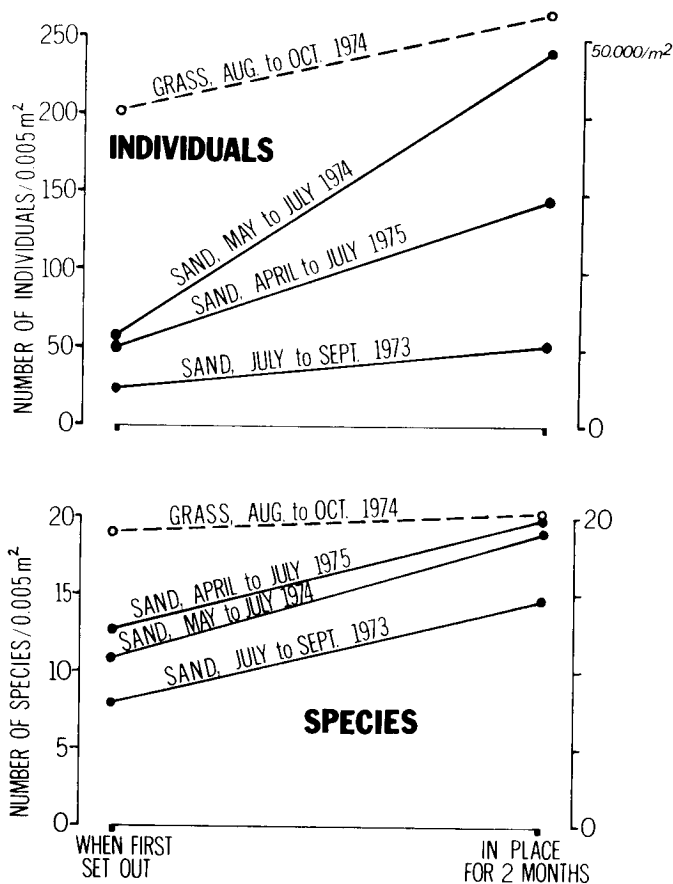 250
200
150
100
50
0
NUMBER OF INDIVIDUALS/0.005m²
GRASS, AUG. to OCT. 1974
INDIVIDUALS
SAND, MAY to JULY 1974
SAND, APRIL to JULY 1975
SAND, JULY to SEPT. 1973
50.000/m²
0
20
15
10
5
0
NUMBER OF SPECIES/0.005m²
GRASS, AUG. to OCT. 1974
SAND, APRIL to JULY 1975
SAND, MAY to JULY 1974
SAND, JULY to SEPT. 1973
SPECIES
20
0
WHEN FIRST
SET OUT
IN PLACE
FOR 2 MONTHS